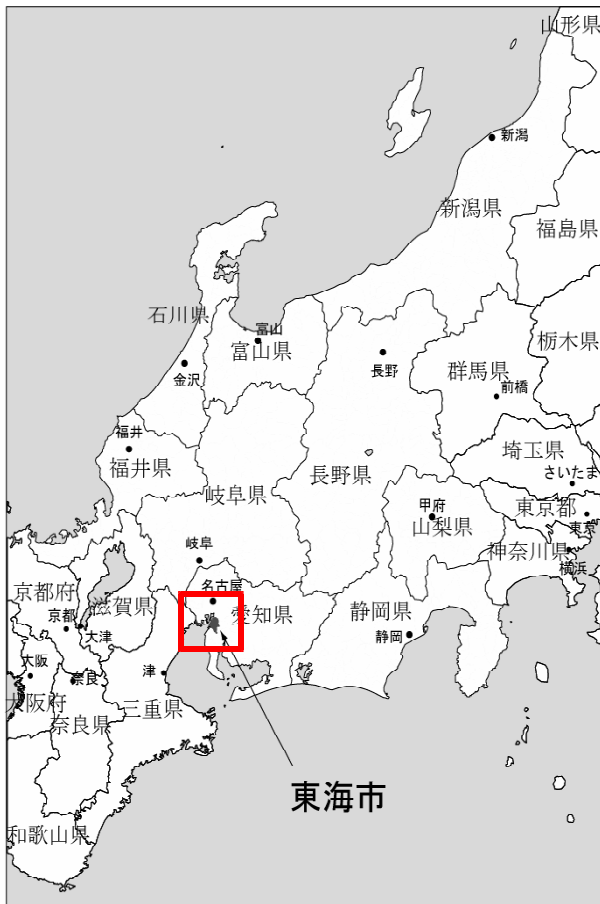 山形県
新潟
新潟県
福島県
石川県
富山
富山県
栃木県
金沢
長野
群馬県
前橋
福井
福井県
埼玉県
さいたま
長野県
岐阜県
甲府
山梨県
東京都
東京
神奈川県
横浜
岐阜
京都府
滋賀県
名古屋
愛知県
静岡県
京都
大津
静岡
大阪
奈良
津
大阪府
奈良県
三重県
東海市
和歌山県